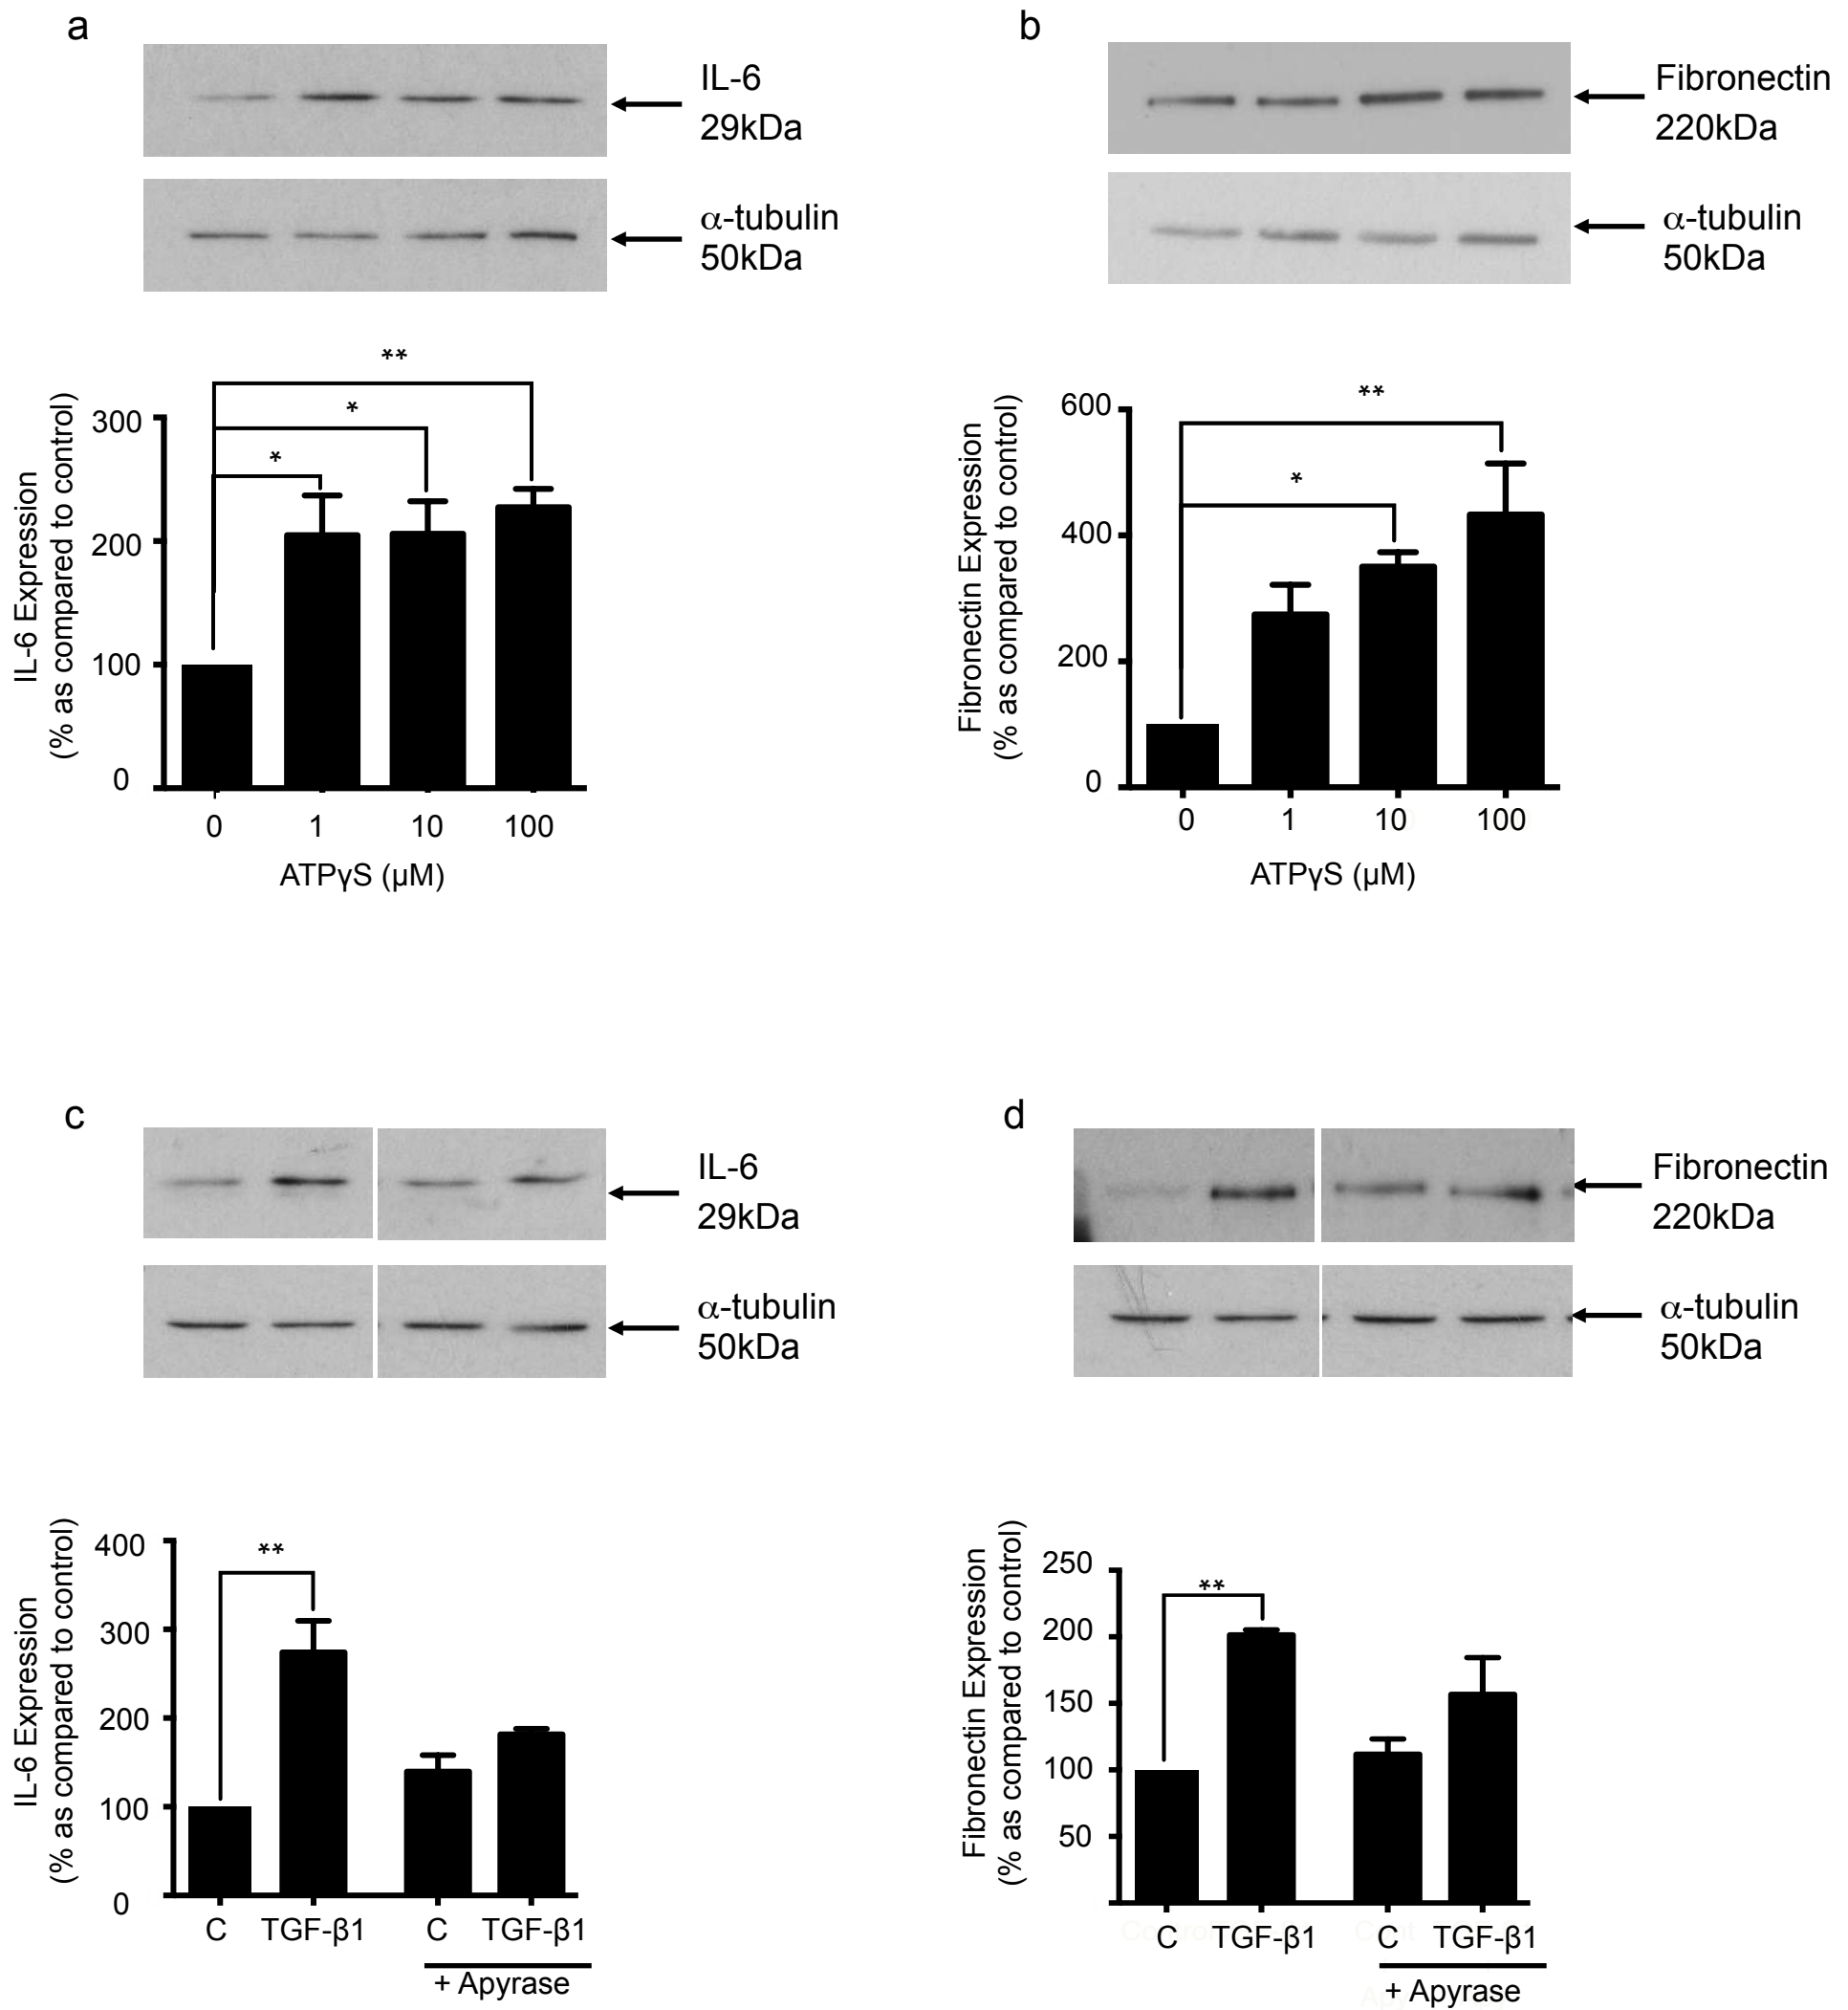 a
IL-6
29kDa
α-tubulin
50kDa
**
*
*
IL-6 Expression
(% as compared to control)
300
200
100
0
0 1 10 100
ATPγS (µM)
b
Fibronectin
220kDa
α-tubulin
50kDa
**
*
Fibronectin Expression
(% as compared to control)
600
400
200
0
0 1 10 100
ATPγS (µM)
c
IL-6
29kDa
α-tubulin
50kDa
**
IL-6 Expression
(% as compared to control)
400
300
200
100
0
C TGF-β1 C TGF-β1
+ Apyrase
d
Fibronectin
220kDa
α-tubulin
50kDa
**
Fibronectin Expression
(% as compared to control)
250
200
150
100
50
C TGF-β1 C TGF-β1
+ Apyrase